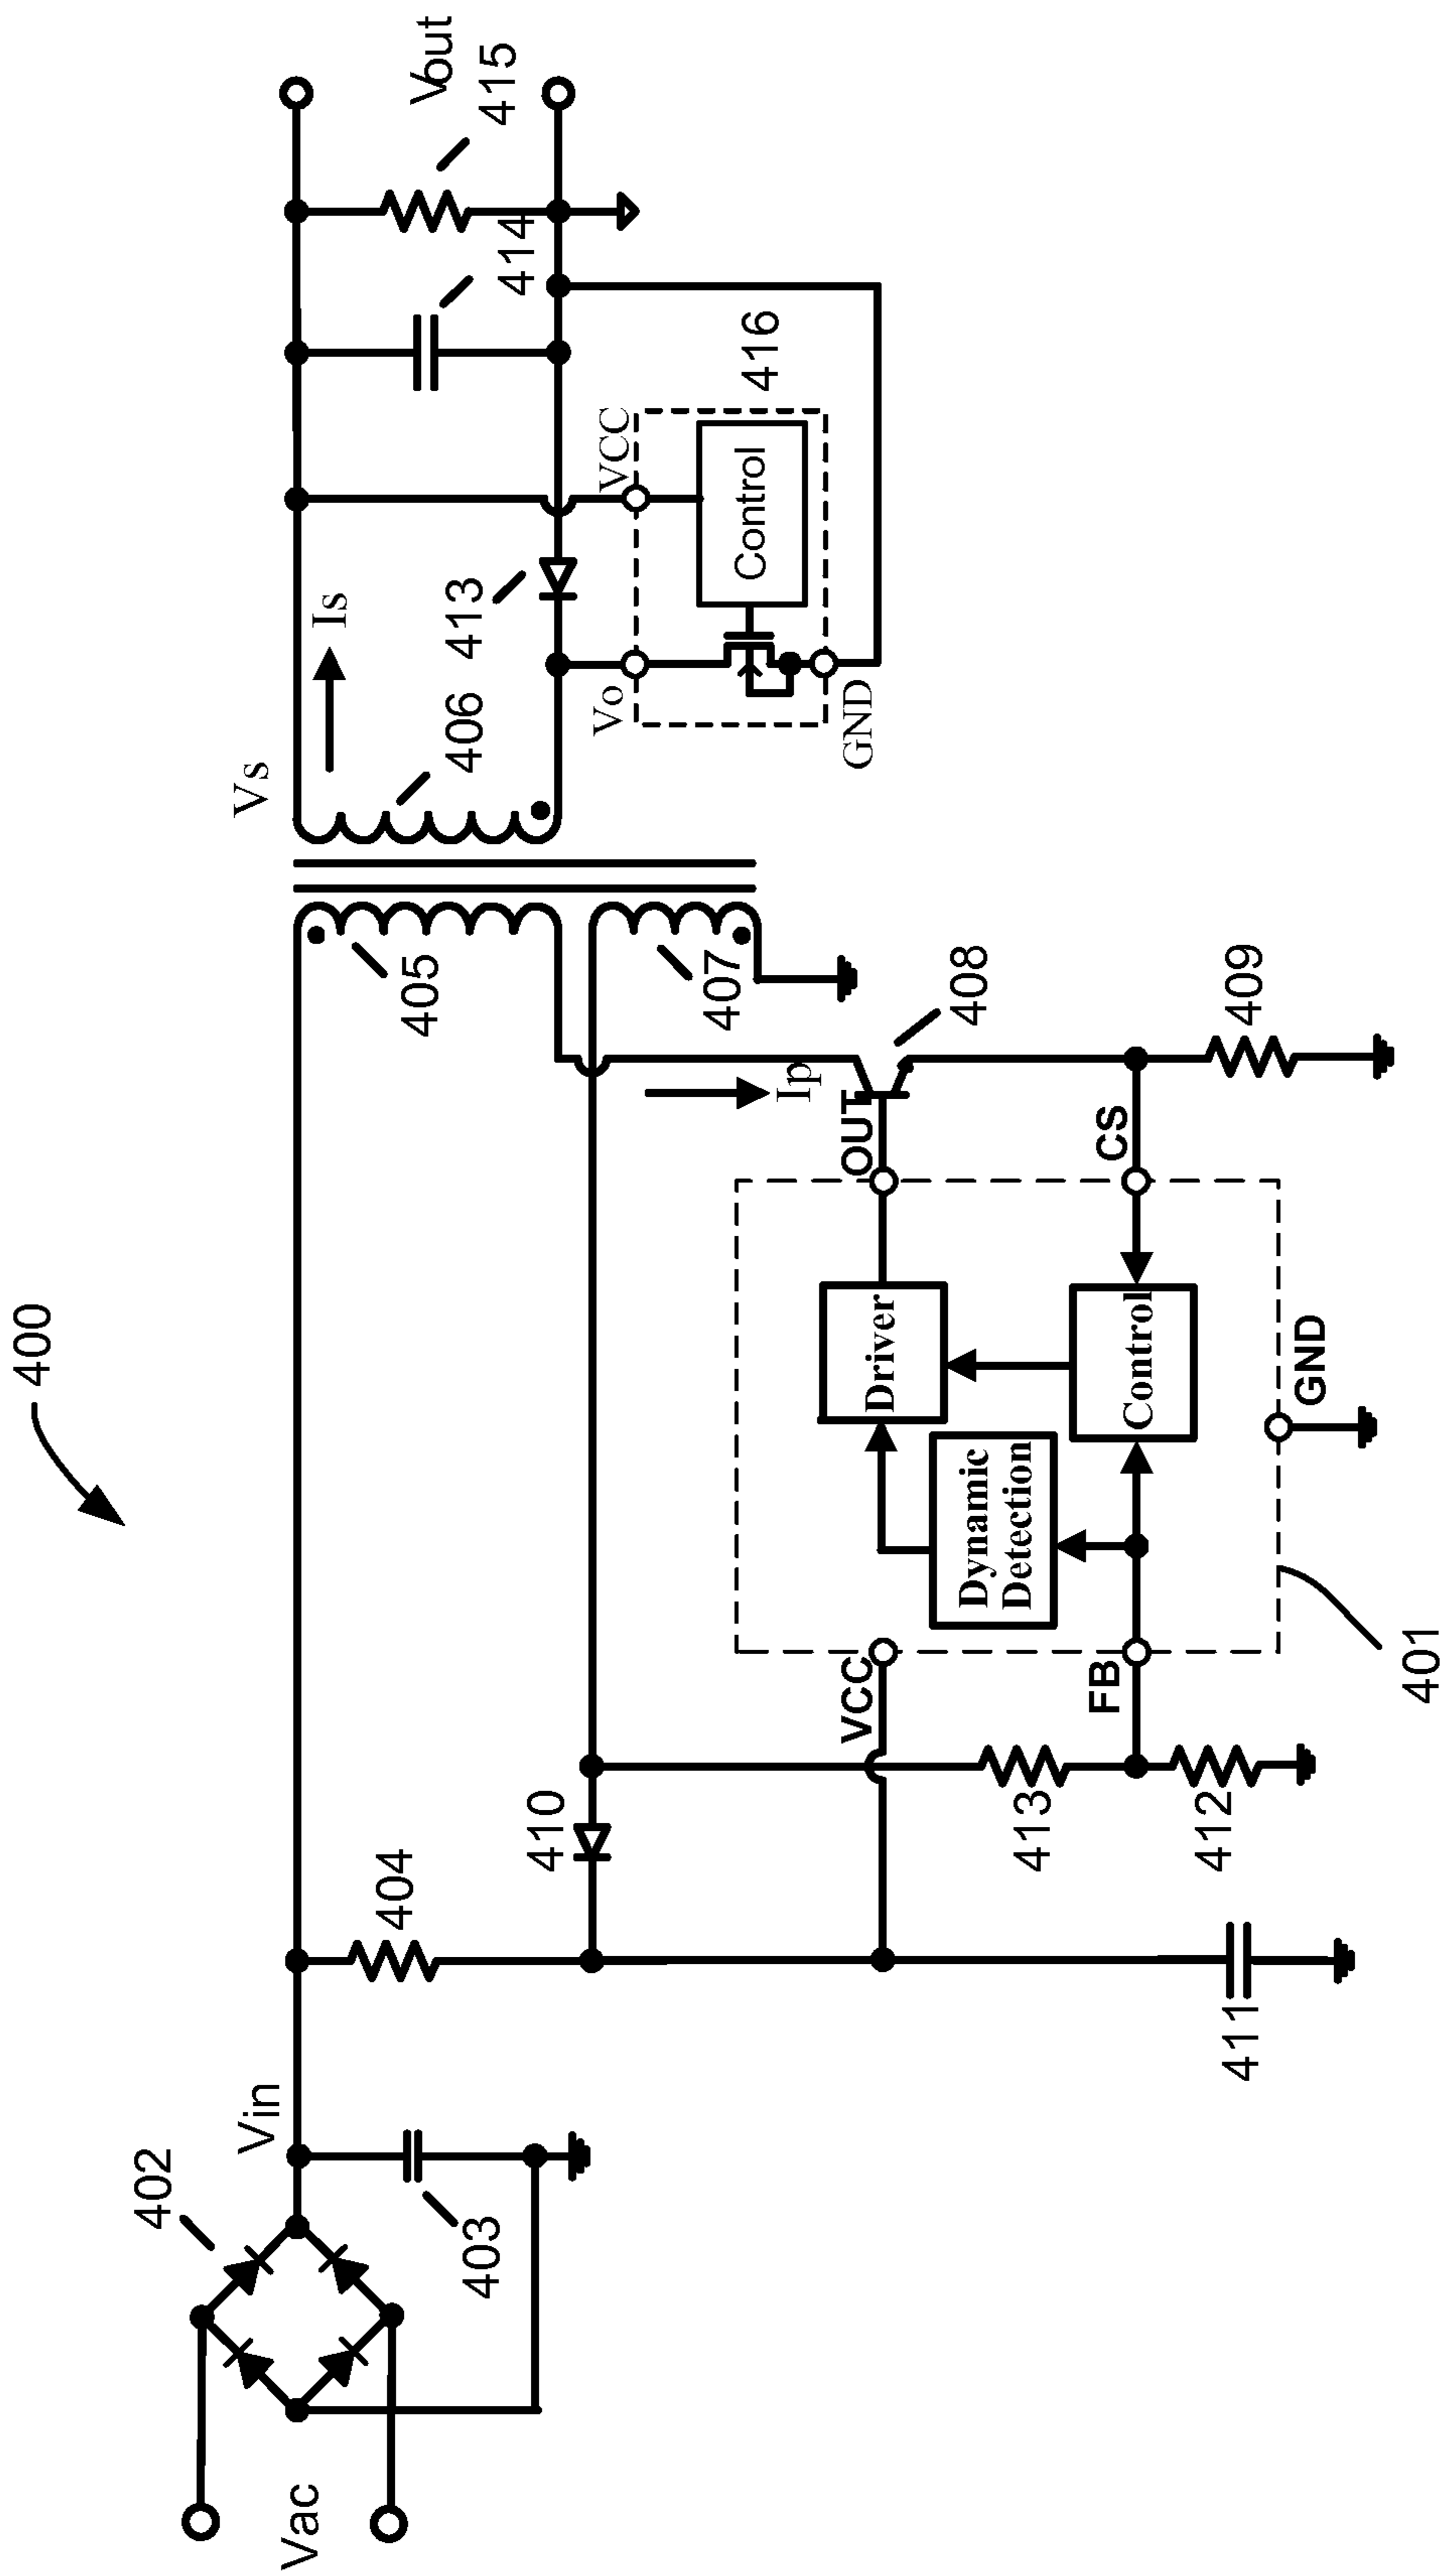 400
Vac
402
Vin
403
404
405
Vs
406
Is
413
414
Vout
415
410
407
Ip
408
Vo
VCC
Control
416
GND
411
413
412
VCC
FB
Dynamic
Detection
Driver
Control
OUT
CS
409
GND
401